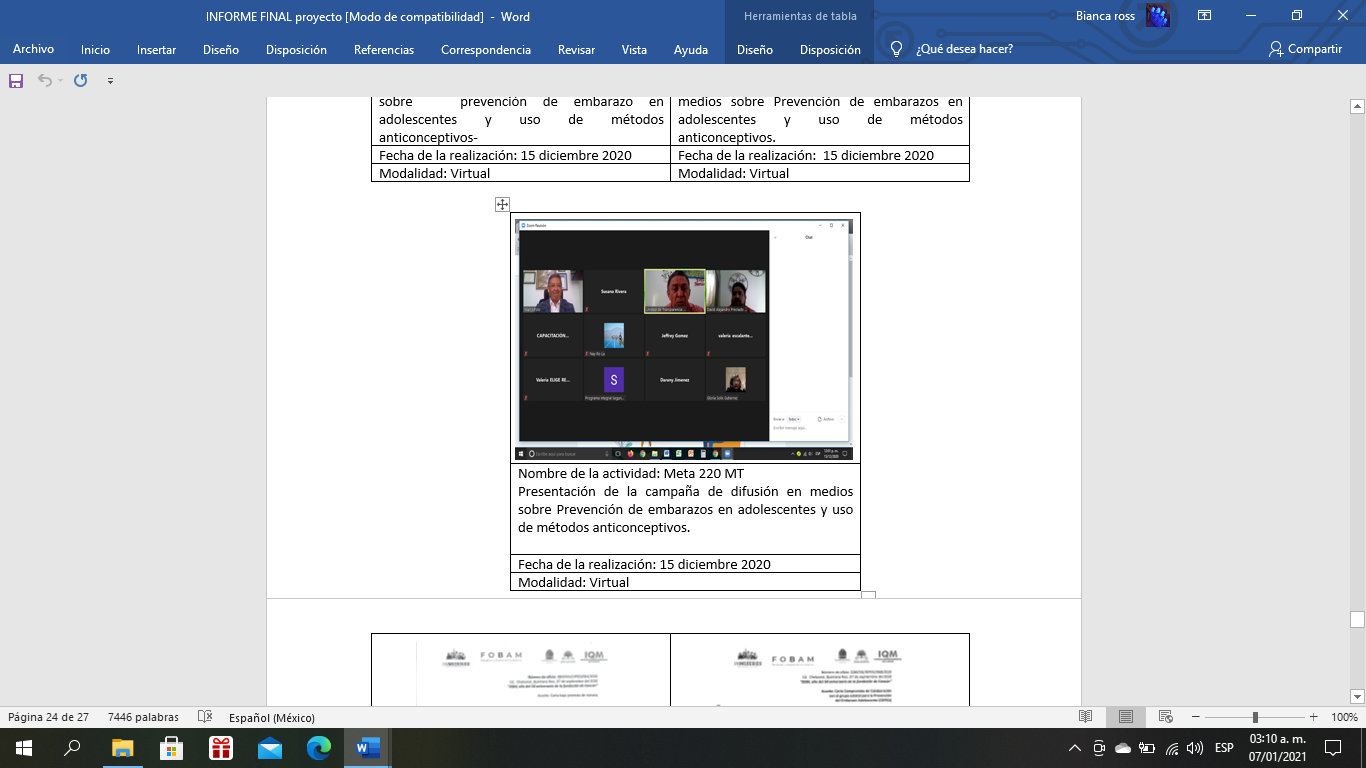 INFORME FINAL proyecto [Modo de compatibilidad] - Word
Herramientas de tabla
Bianca ross
Archivo
Inicio
Insertar
Diseño
Disposición
Referencias
Correspondencia
Revisar
Vista
Ayuda
Diseño
Disposición
¿Qué desea hacer?
Compartir
sobre prevención de embarazo en
adolescentes y uso de métodos
anticonceptivos-
medios sobre Prevención de embarazos en
adolescentes y uso de métodos
anticonceptivos.
Fecha de la realización: 15 diciembre 2020
Fecha de la realización: 15 diciembre 2020
Modalidad: Virtual
Modalidad: Virtual
Chat
Susana Rivera
CAPACITACIÓN...
Jeffrey Gomez
valeria escalante...
Valeria ELIGE RE...
S
Derany Jimenez
Nombre de la actividad: Meta 220 MT
Presentación de la campaña de difusión en medios
sobre Prevención de embarazos en adolescentes y uso
de métodos anticonceptivos.
Fecha de la realización: 15 diciembre 2020
Modalidad: Virtual
FOBAM
IQM
FOBAM
IQM
Página 24 de 27
7446 palabras
Español (México)
100%
ESP
03:10 a. m.
07/01/2021